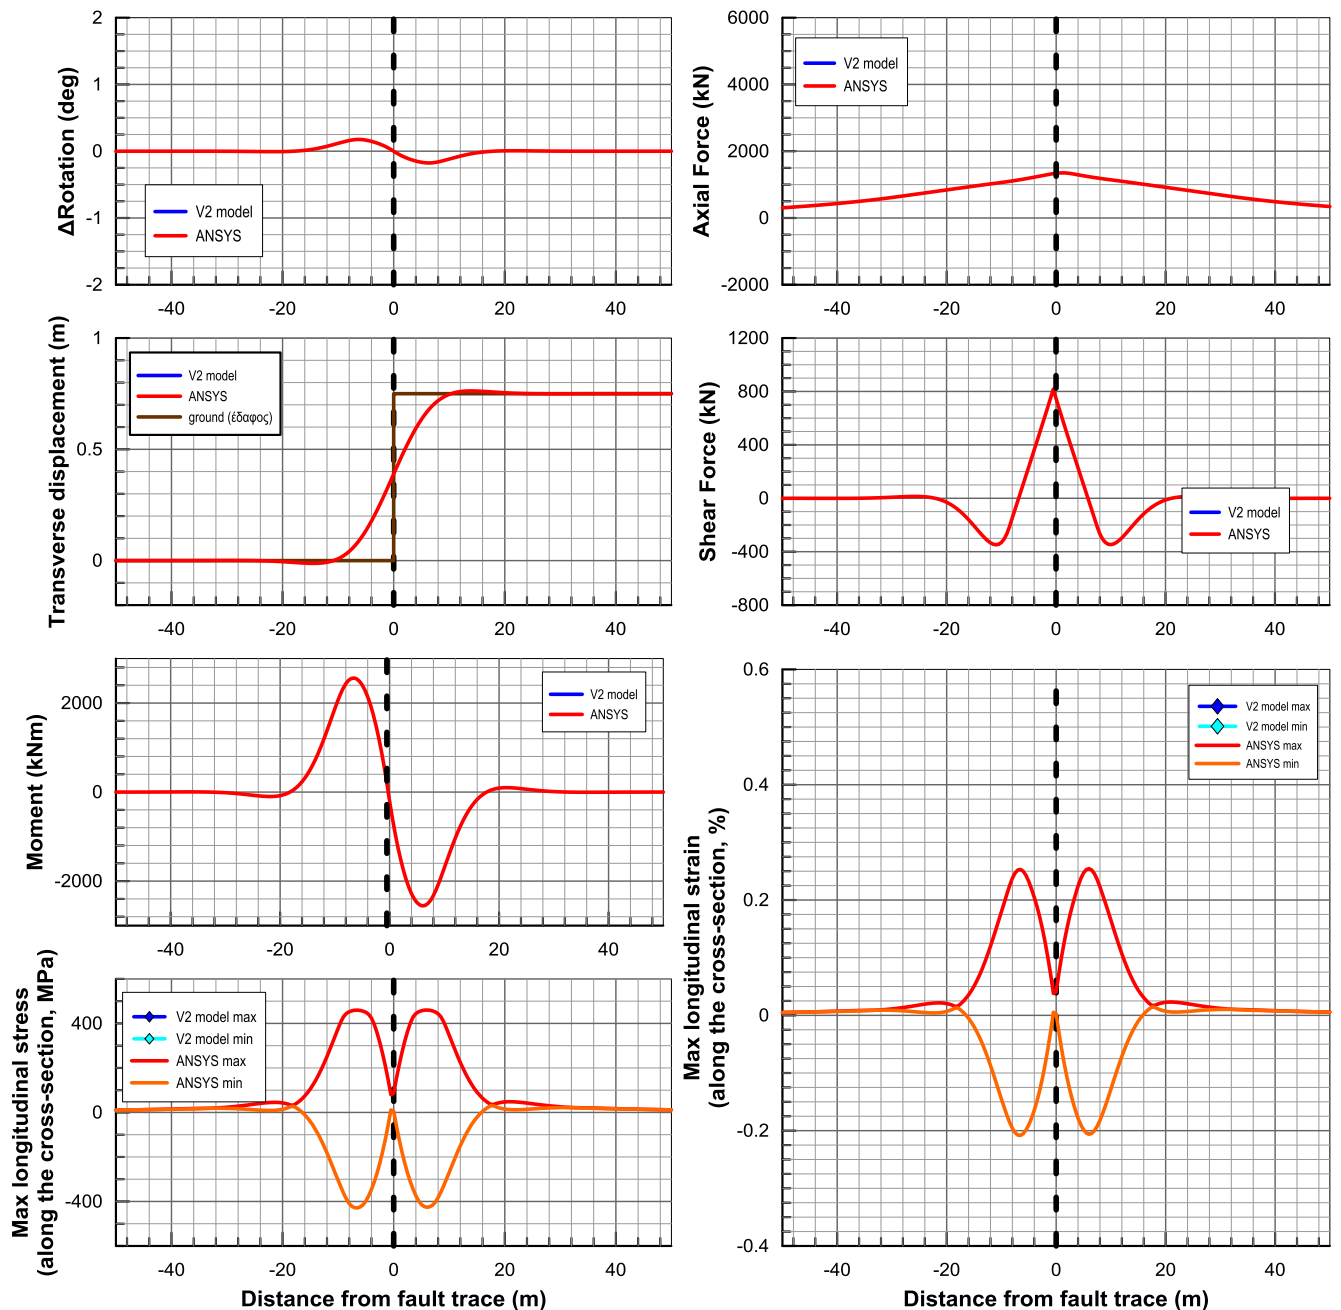 ΔRotation (deg)
2
1
0
-1
-2
V2 model
ANSYS
-40
-20
0
20
40
Axial Force (kN)
6000
4000
2000
0
-2000
V2 model
ANSYS
-40
-20
0
20
40
Transverse displacement (m)
1
0.5
0
V2 model
ANSYS
ground (έδαφος)
-40
-20
0
20
40
Shear Force (kN)
1200
800
400
0
-400
-800
V2 model
ANSYS
-40
-20
0
20
40
Moment (kNm)
2000
0
-2000
V2 model
ANSYS
-40
-20
0
20
40
Max longitudinal stress
(along the cross-section, MPa)
400
0
-400
V2 model max
V2 model min
ANSYS max
ANSYS min
-40
-20
0
20
40
Distance from fault trace (m)
Max longitudinal strain
(along the cross-section, %)
0.6
0.4
0.2
0
-0.2
-0.4
V2 model max
V2 model min
ANSYS max
ANSYS min
-40
-20
0
20
40
Distance from fault trace (m)